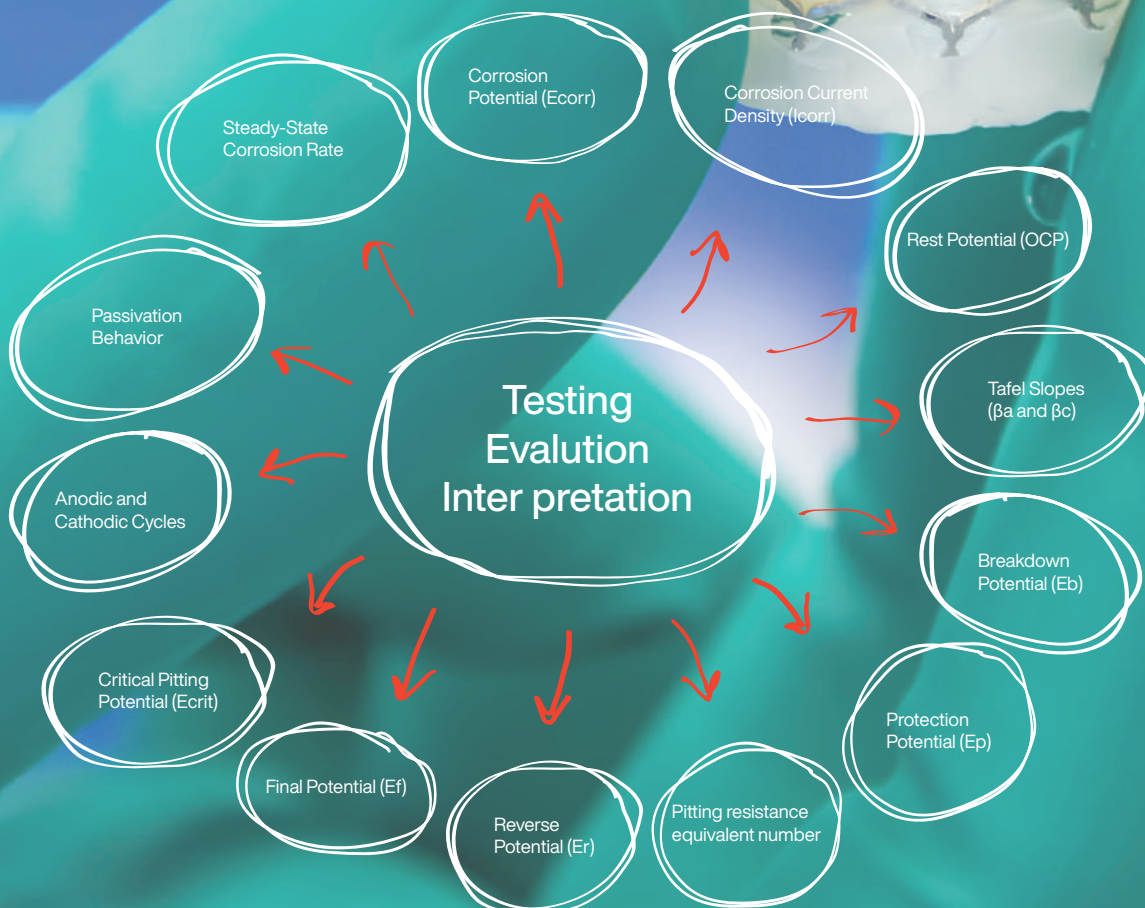 Corrosion
Potential (Ecorr)
Corrosion Current
Density (Icorr)
Steady-State
Corrosion Rate
Rest Potential (OCP)
Passivation
Behavior
Testing
Evalution
Inter pretation
Tafel Slopes
(βa and βc)
Anodic and
Cathodic Cycles
Breakdown
Potential (Eb)
Critical Pitting
Potential (Ecrit)
Protection
Potential (Ep)
Final Potential (Ef)
Reverse
Potential (Er)
Pitting resistance
equivalent number